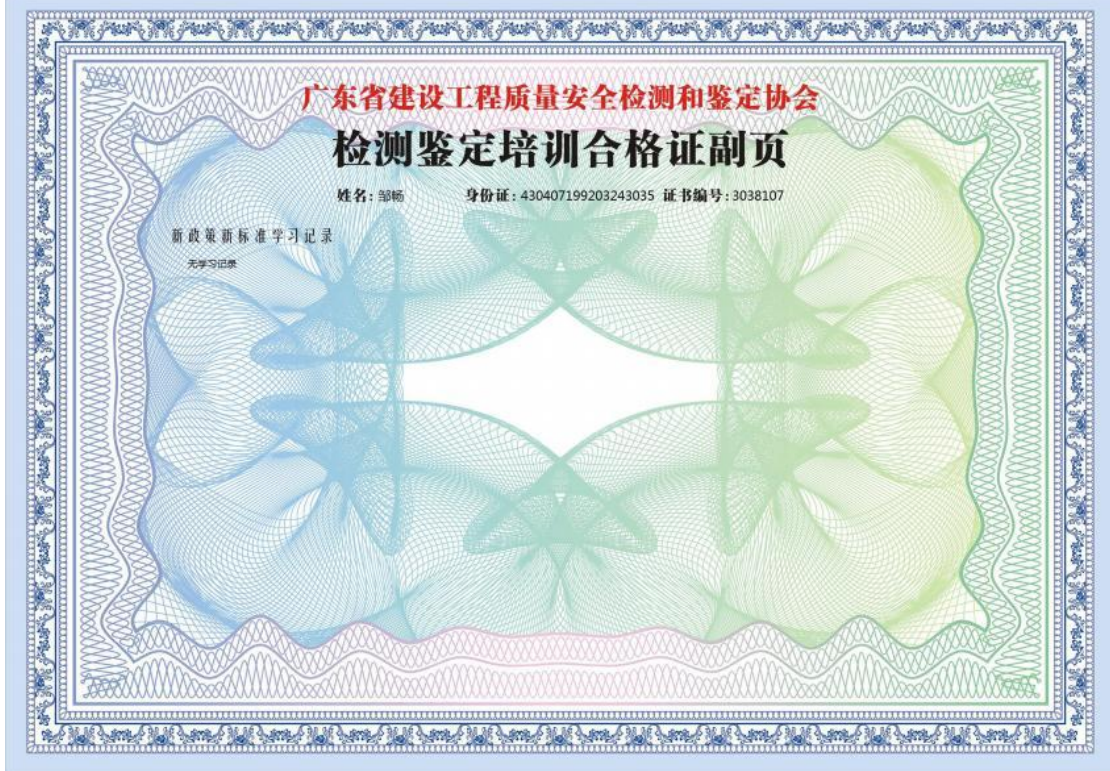 广东省建设工程质量安全检测和鉴定协会
检测鉴定培训合格证副页
姓名：邹畅 身份证：430407199203243035 证书编号：3038107
新政策新标准学习记录
无学习记录